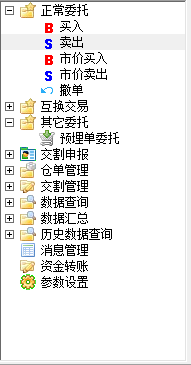 正常委托
B 买入
S 卖出
B 市价买入
S 市价卖出
撤单
互换交易
其它委托
预埋单委托
交割申报
仓单管理
交割管理
数据查询
数据汇总
历史数据查询
消息管理
资金转账
参数设置